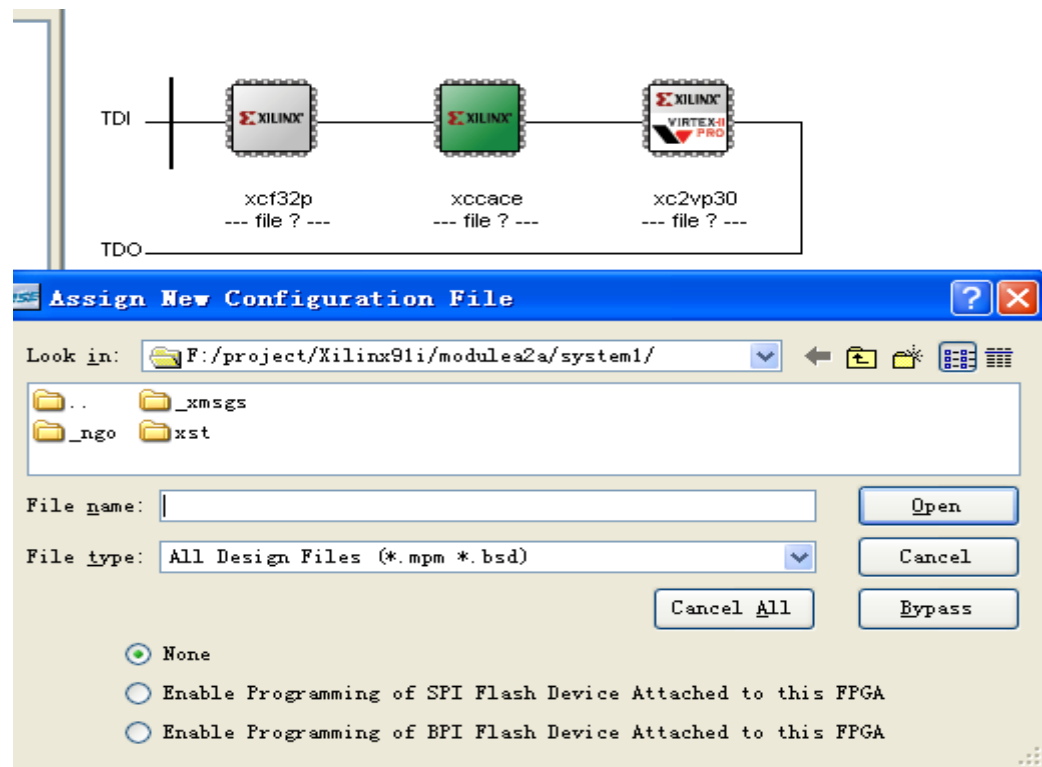 TDI
XILINX
XILINX
XILINX
VIRTEX-II
PRO
xcf32p
xccace
xc2vp30
--- file ? ---
--- file ? ---
--- file ? ---
TDO
ISE Assign New Configuration File
Look in: F:/project/Xilinx91i/modulea2a/system1/
.. _xmsgs
_ngo xst
File name: Open
File type: All Design Files (*.mpm *.bsd) Cancel
Cancel All Bypass
None
Enable Programming of SPI Flash Device Attached to this FPGA
Enable Programming of BPI Flash Device Attached to this FPGA